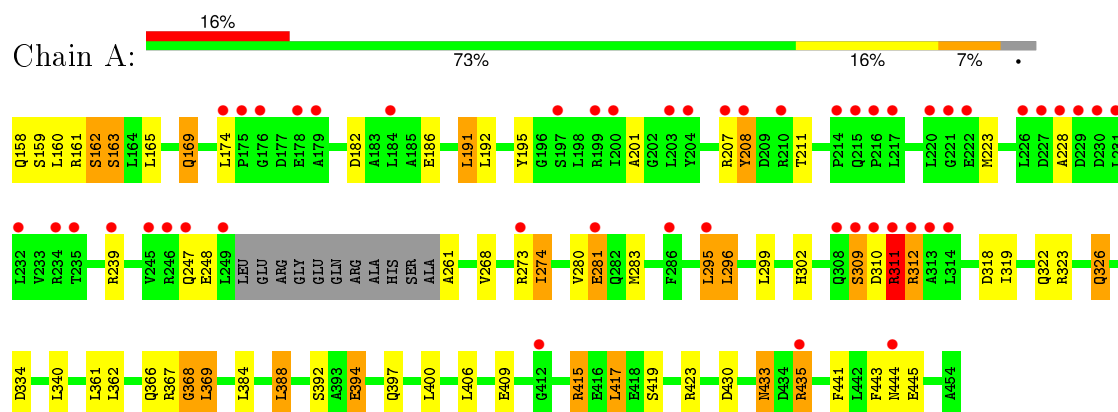 16%
Chain A:
73% 16% 7% •
Q158 S159 L160 R161 S162 S163 L164 L165 Q169 L174 P175 G176 D177 E178 A179 D182 A183 L184 A185 E186 L191 L192 Y195 G196 S197 L198 R199 I200 A201 G202 L203 Y204 R207 Y208 D209 R210 T211 P214 Q215 P216 L217 L220 G221 E222 M223 L226 D227 A228 D229 D230 L231
L232 V233 R234 T235 R239 V245 R246 Q247 E248 L249 LEU GLU ARG GLY GLU GLN ARG ALA HIS SER ALA A261 V268 R273 I274 V280 E281 Q282 M283 F286 L295 L296 L299 H302 Q308 S309 D310 R311 R312 A313 L314 D318 I319 Q322 R323 Q326
D334 L340 L361 L362 Q366 R367 G368 L369 L384 L388 S392 A393 E394 Q397 L400 L406 E409 G412 R415 E416 L417 E418 S419 R423 D430 N433 D434 R435 F441 L442 F443 N444 E445 A454